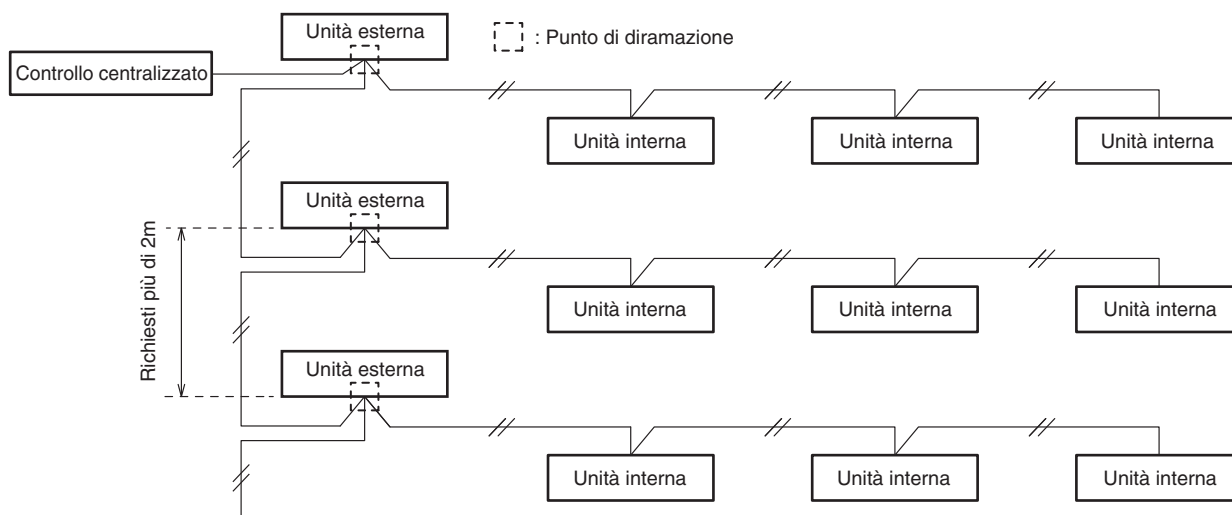 Unità esterna
: Punto di diramazione
Controllo centralizzato
Unità interna
Unità interna
Unità interna
Unità esterna
Richiesti più di 2m
Unità interna
Unità interna
Unità interna
Unità esterna
Unità interna
Unità interna
Unità interna